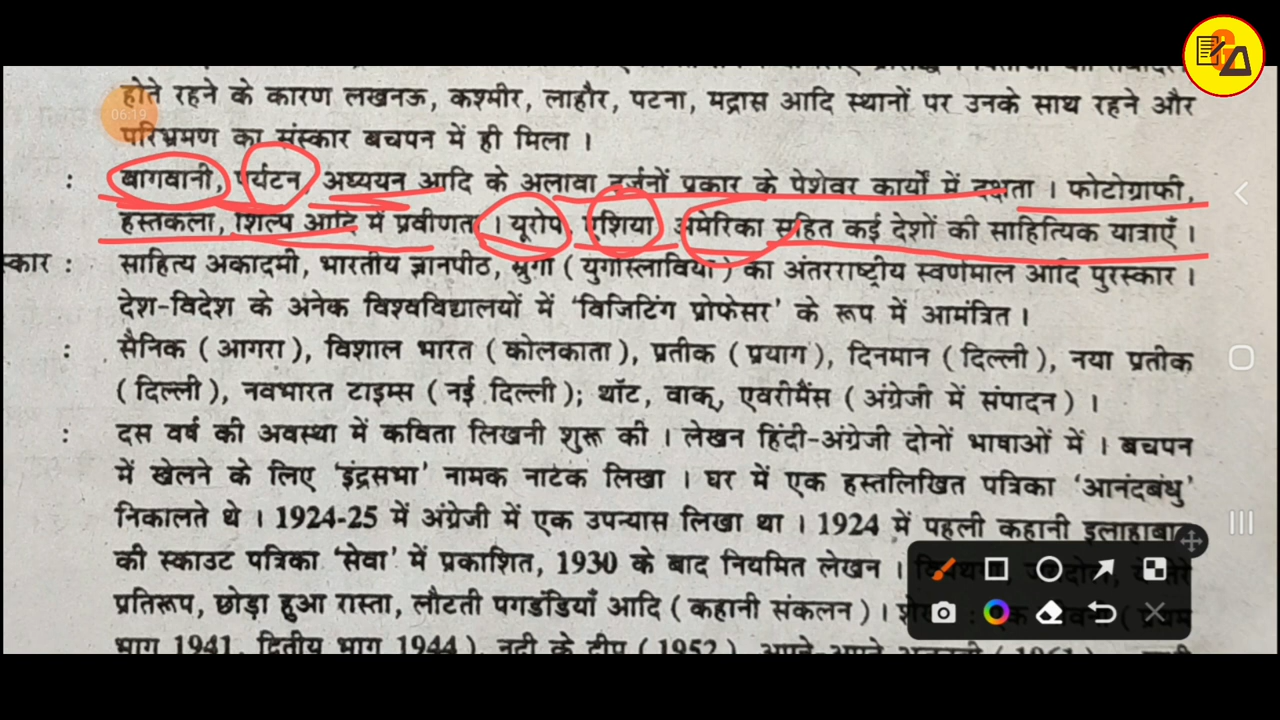 होते रहने के कारण लखनऊ, कश्मीर, लाहौर, पटना, मद्रास आदि स्थानों पर उनके साथ रहने और
06:19
परिभ्रमण का संस्कार बचपन में ही मिला ।
: बागवानी, पर्यटन, अध्ययन आदि के अलावा दर्जनों प्रकार के पेशेवर कार्यों में दक्षता । फोटोग्राफी,
हस्तकला, शिल्प आदि में प्रवीणता । यूरोप, एशिया, अमेरिका सहित कई देशों की साहित्यिक यात्राएँ ।
स्कार : साहित्य अकादमी, भारतीय ज्ञानपीठ, स्रुगा ( युगोस्लाविया ) का अंतरराष्ट्रीय स्वर्णमाल आदि पुरस्कार ।
देश-विदेश के अनेक विश्वविद्यालयों में 'विजिटिंग प्रोफेसर' के रूप में आमंत्रित ।
: सैनिक ( आगरा ), विशाल भारत ( कोलकाता ), प्रतीक ( प्रयाग ), दिनमान ( दिल्ली ), नया प्रतीक
( दिल्ली ), नवभारत टाइम्स ( नई दिल्ली ); थॉट, वाक्, एवरीमैंस ( अंग्रेजी में संपादन ) ।
: दस वर्ष की अवस्था में कविता लिखनी शुरू की । लेखन हिंदी-अंग्रेजी दोनों भाषाओं में । बचपन
में खेलने के लिए 'इंद्रसभा' नामक नाटक लिखा । घर में एक हस्तलिखित पत्रिका 'आनंदबंधु'
निकालते थे । 1924-25 में अंग्रेजी में एक उपन्यास लिखा था । 1924 में पहली कहानी इलाहाबाद
की स्काउट पत्रिका 'सेवा' में प्रकाशित, 1930 के बाद नियमित लेखन ।
प्रतिरूप, छोड़ा हुआ रास्ता, लौटती पगडंडियाँ आदि ( कहानी संकलन ) ।
भाग 1941, द्वितीय भाग 1944 ), नदी के द्वीप ( 1952 ),